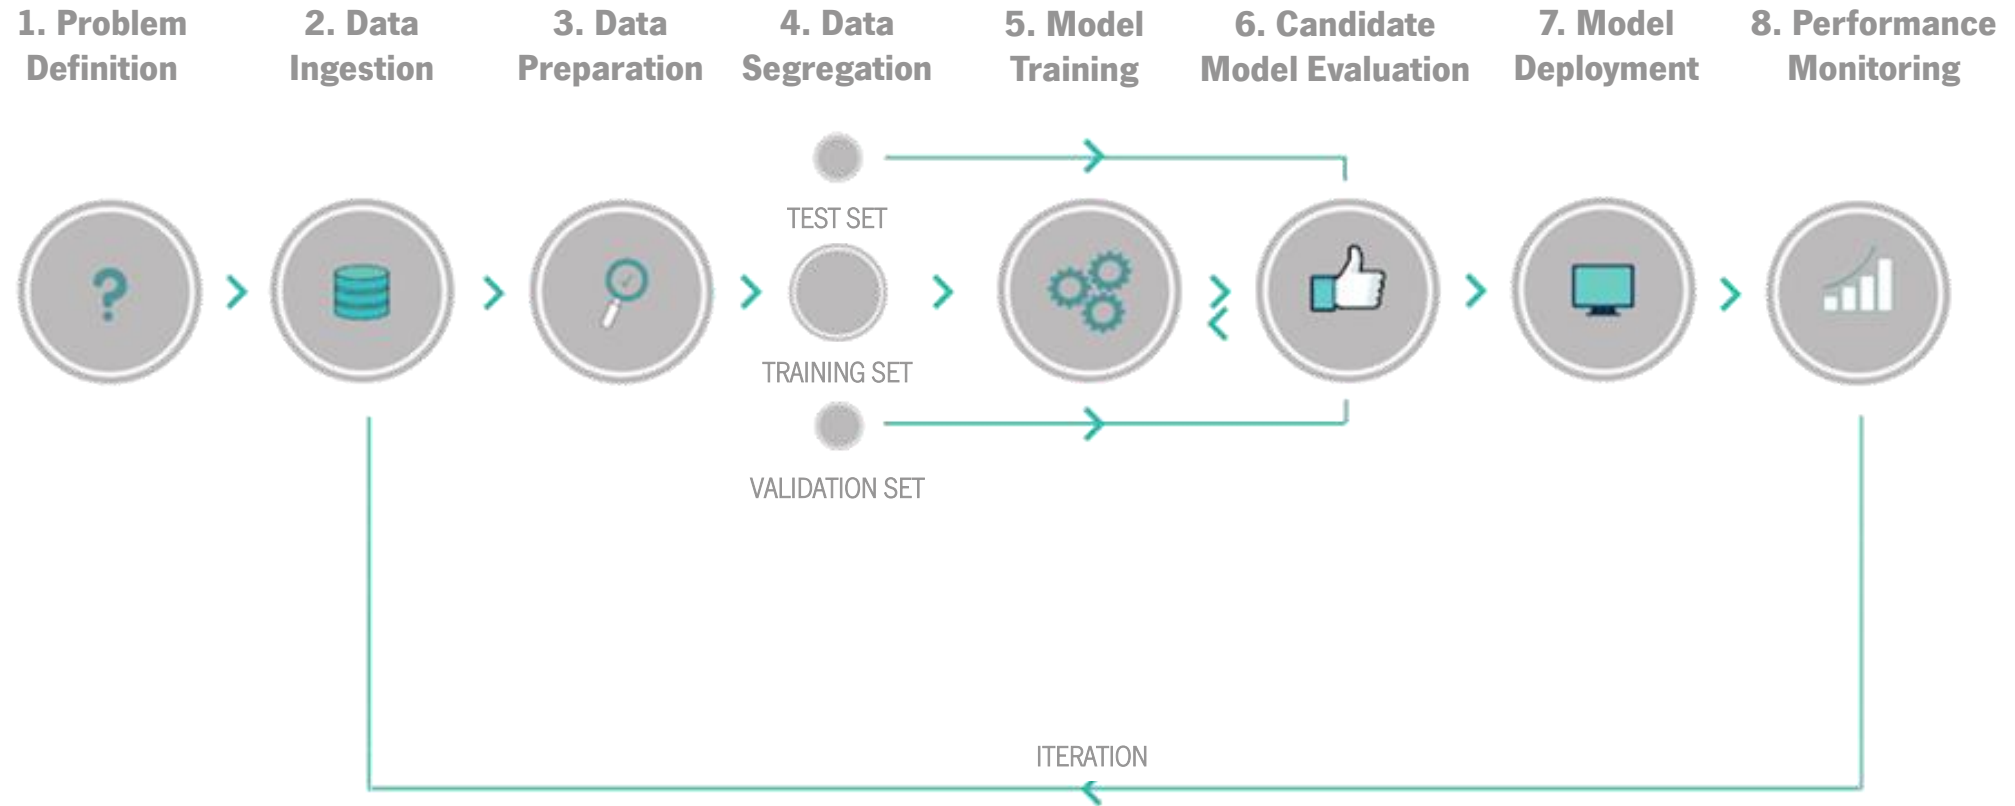 1. Problem
Definition
2. Data
Ingestion
3. Data
Preparation
4. Data
Segregation
5. Model
Training
6. Candidate
Model Evaluation
7. Model
Deployment
8. Performance
Monitoring
TEST SET
TRAINING SET
VALIDATION SET
ITERATION